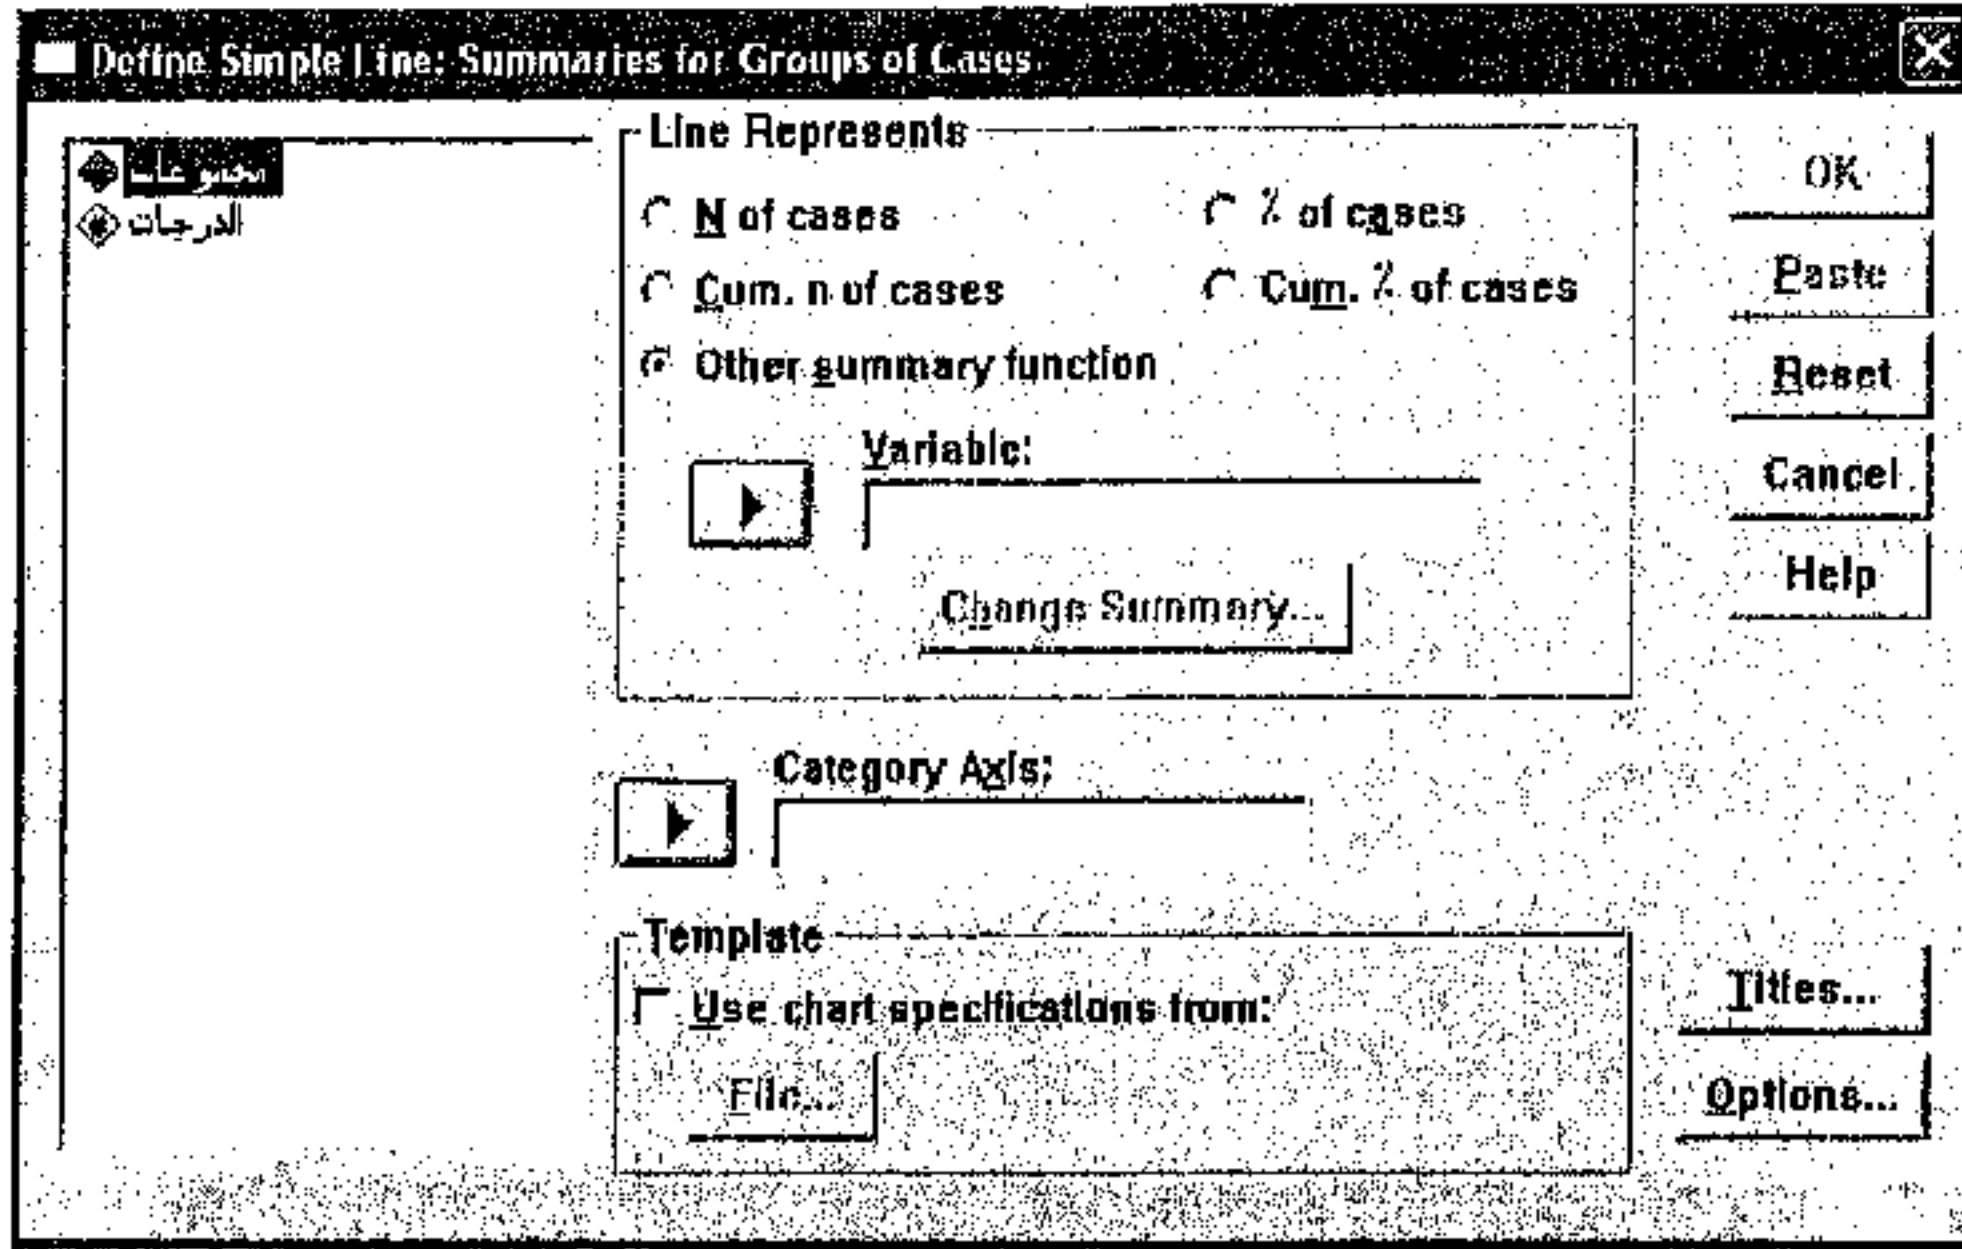 Define Simple Line: Summaries for Groups of Cases
مجموعات
الدرجات
Line Represents
N of cases
% of cases
Cum. n of cases
Cum. % of cases
Other summary function
Variable:
Change Summary...
Category Axis:
Template
Use chart specifications from:
File...
OK
Paste
Reset
Cancel
Help
Titles...
Options...